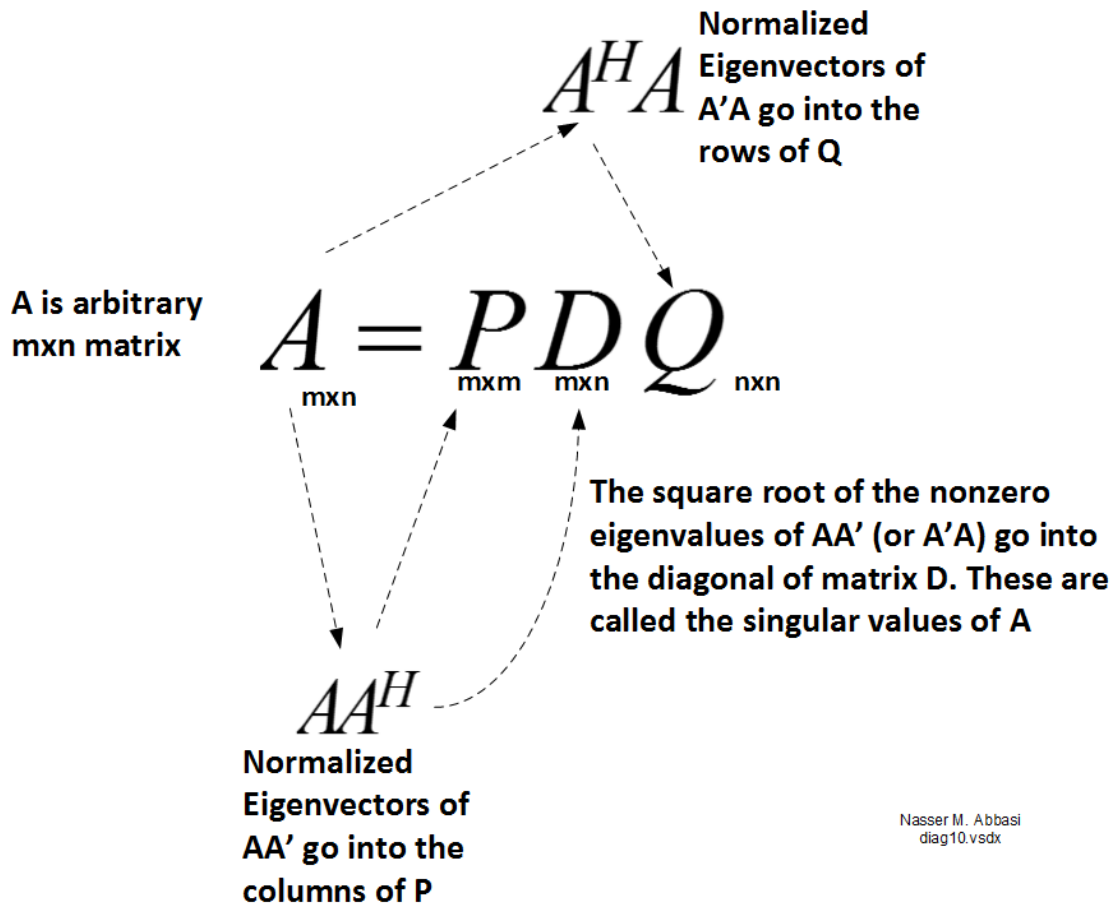 Normalized
Eigenvectors of
A’A go into the
rows of Q
AᴴA
A is arbitrary
mxn matrix
A = P D Q
mxn mxm mxn nxn
The square root of the nonzero
eigenvalues of AA’ (or A’A) go into
the diagonal of matrix D. These are
called the singular values of A
AAᴴ
Normalized
Eigenvectors of
AA’ go into the
columns of P
Nasser M. Abbasi
diag10.vsdx